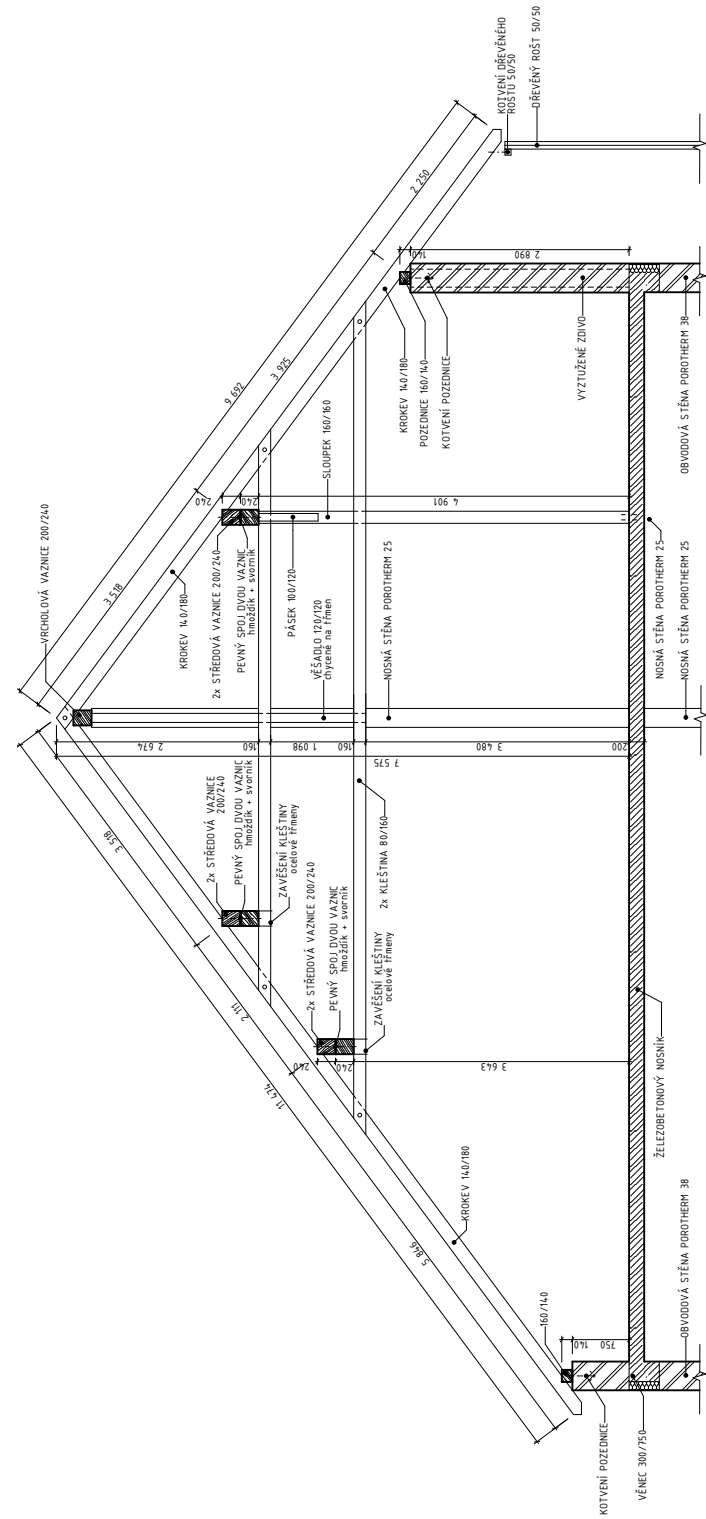 KOTVENÍ DŘEVĚNÉHO
ROŠTU 50/50
DŘEVĚNÝ ROŠT 50/50
2 250
3 925
9 692
3 518
140
2 890
KROKEV 140/180
POZEDNICE 160/140
KOTVENÍ POZEDNICE
VYZTUŽENÉ ZDIVO
OBVODOVÁ STĚNA POROTHERM 38
VRCHOLOVÁ VAZNICE 200/240
KROKEV 140/180
240
240
2x STŘEDOVÁ VAZNICE 200/240
PEVNÝ SPOJ DVOU VAZNIC
hmoždík + svorník
PÁSEK 100/120
SLOUPEK 160/160
4 901
VĚŠADLO 120/120
chycené na třmen
NOSNÁ STĚNA POROTHERM 25
NOSNÁ STĚNA POROTHERM 25
NOSNÁ STĚNA POROTHERM 25
2 674
160
1 098
160
3 480
200
7 575
3 518
2 111
11 474
5 846
2x STŘEDOVÁ VAZNICE
200/240
PEVNÝ SPOJ DVOU VAZNIC
hmoždík + svorník
ZAVĚŠENÍ KLEŠTINY
ocelové třmeny
2x KLEŠTINA 80/160
2x STŘEDOVÁ VAZNICE 200/240
PEVNÝ SPOJ DVOU VAZNIC
hmoždík + svorník
ZAVĚŠENÍ KLEŠTINY
ocelové třmeny
240
240
3 643
ŽELEZOBETONOVÝ NOSNÍK
KROKEV 140/180
160/140
140
750
OBVODOVÁ STĚNA POROTHERM 38
KOTVENÍ POZEDNICE
VĚNEC 300/750